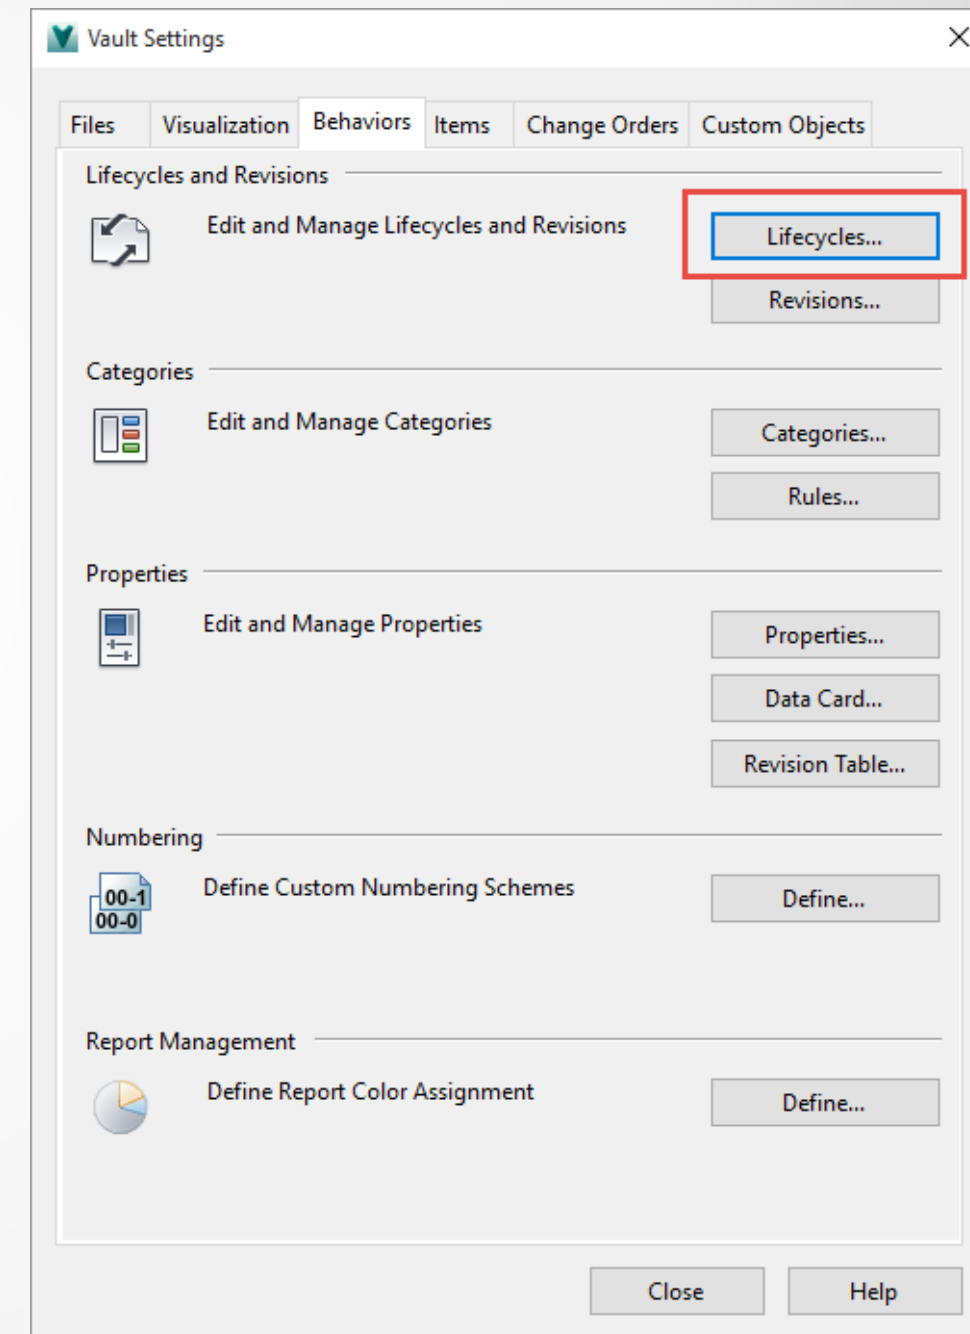 Vault Settings
Files Visualization Behaviors Items Change Orders Custom Objects
Lifecycles and Revisions
Edit and Manage Lifecycles and Revisions
Lifecycles...
Revisions...
Categories
Edit and Manage Categories
Categories...
Rules...
Properties
Edit and Manage Properties
Properties...
Data Card...
Revision Table...
Numbering
00-1
00-0
Define Custom Numbering Schemes
Define...
Report Management
Define Report Color Assignment
Define...
Close Help